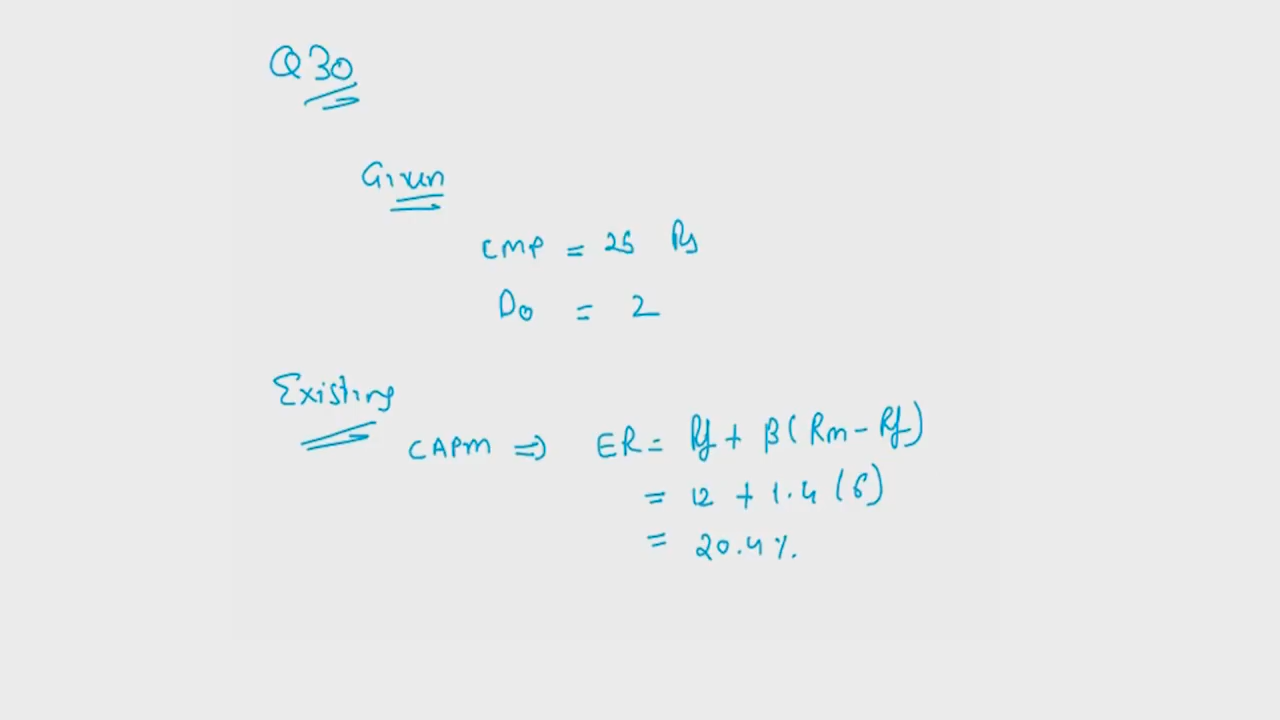 Q30
Given
CMP = 25 Rs
D0 = 2
Existing
CAPM ⇒ ER = Rf + β(Rm - Rf)
= 12 + 1.4 (6)
= 20.4%.